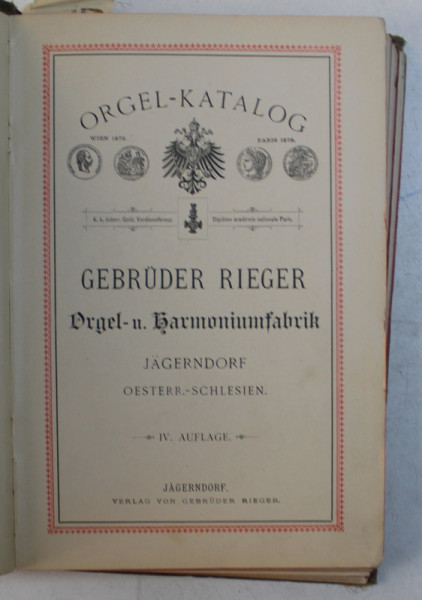 ORGEL-KATALOG
WIEN 1873. PARIS 1878.
Diplôme académie nationale Paris.
GEBRÜDER RIEGER
Orgel- u. Harmoniumfabrik
JÄGERNDORF
OESTERR.-SCHLESIEN.
IV. AUFLAGE.
JÄGERNDORF.
VERLAG VON GEBRÜDER RIEGER.